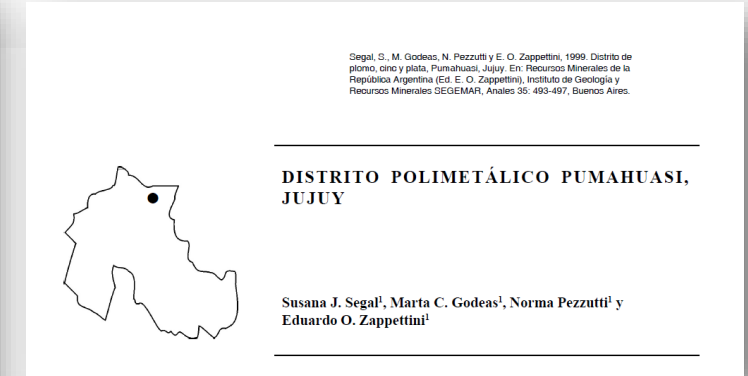 Segal, S., M. Godeas, N. Pezzutti y E. O. Zappettini, 1999. Distrito de
plomo, cinc y plata, Pumahuasi, Jujuy. En: Recursos Minerales de la
República Argentina (Ed. E. O. Zappettini), Instituto de Geología y
Recursos Minerales SEGEMAR, Anales 35: 493-497, Buenos Aires.
DISTRITO POLIMETÁLICO PUMAHUASI,
JUJUY
Susana J. Segal¹, Marta C. Godeas¹, Norma Pezzutti¹ y
Eduardo O. Zappettini¹